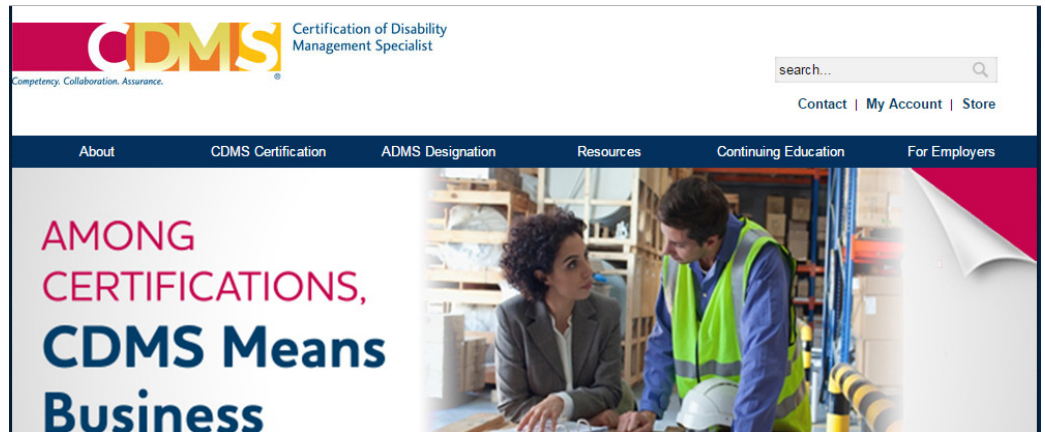 CDMS®
Certification of Disability
Management Specialist
Competency. Collaboration. Assurance.
search...
Contact | My Account | Store
About CDMS Certification ADMS Designation Resources Continuing Education For Employers
AMONG
CERTIFICATIONS,
CDMS Means
Business